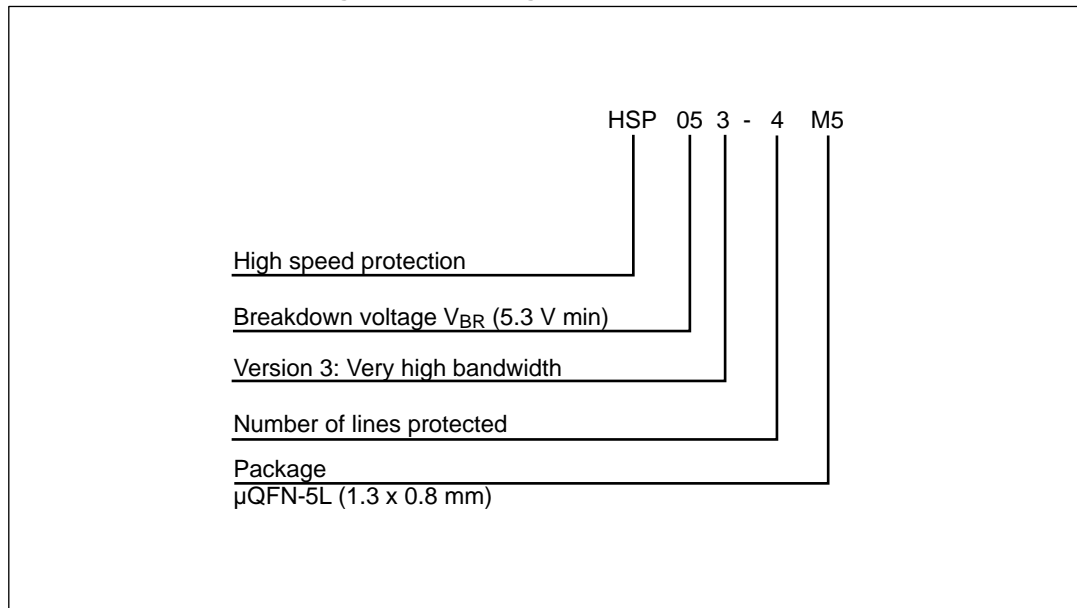 HSP 05 3 - 4 M5
High speed protection
Breakdown voltage VBR (5.3 V min)
Version 3: Very high bandwidth
Number of lines protected
Package
µQFN-5L (1.3 x 0.8 mm)